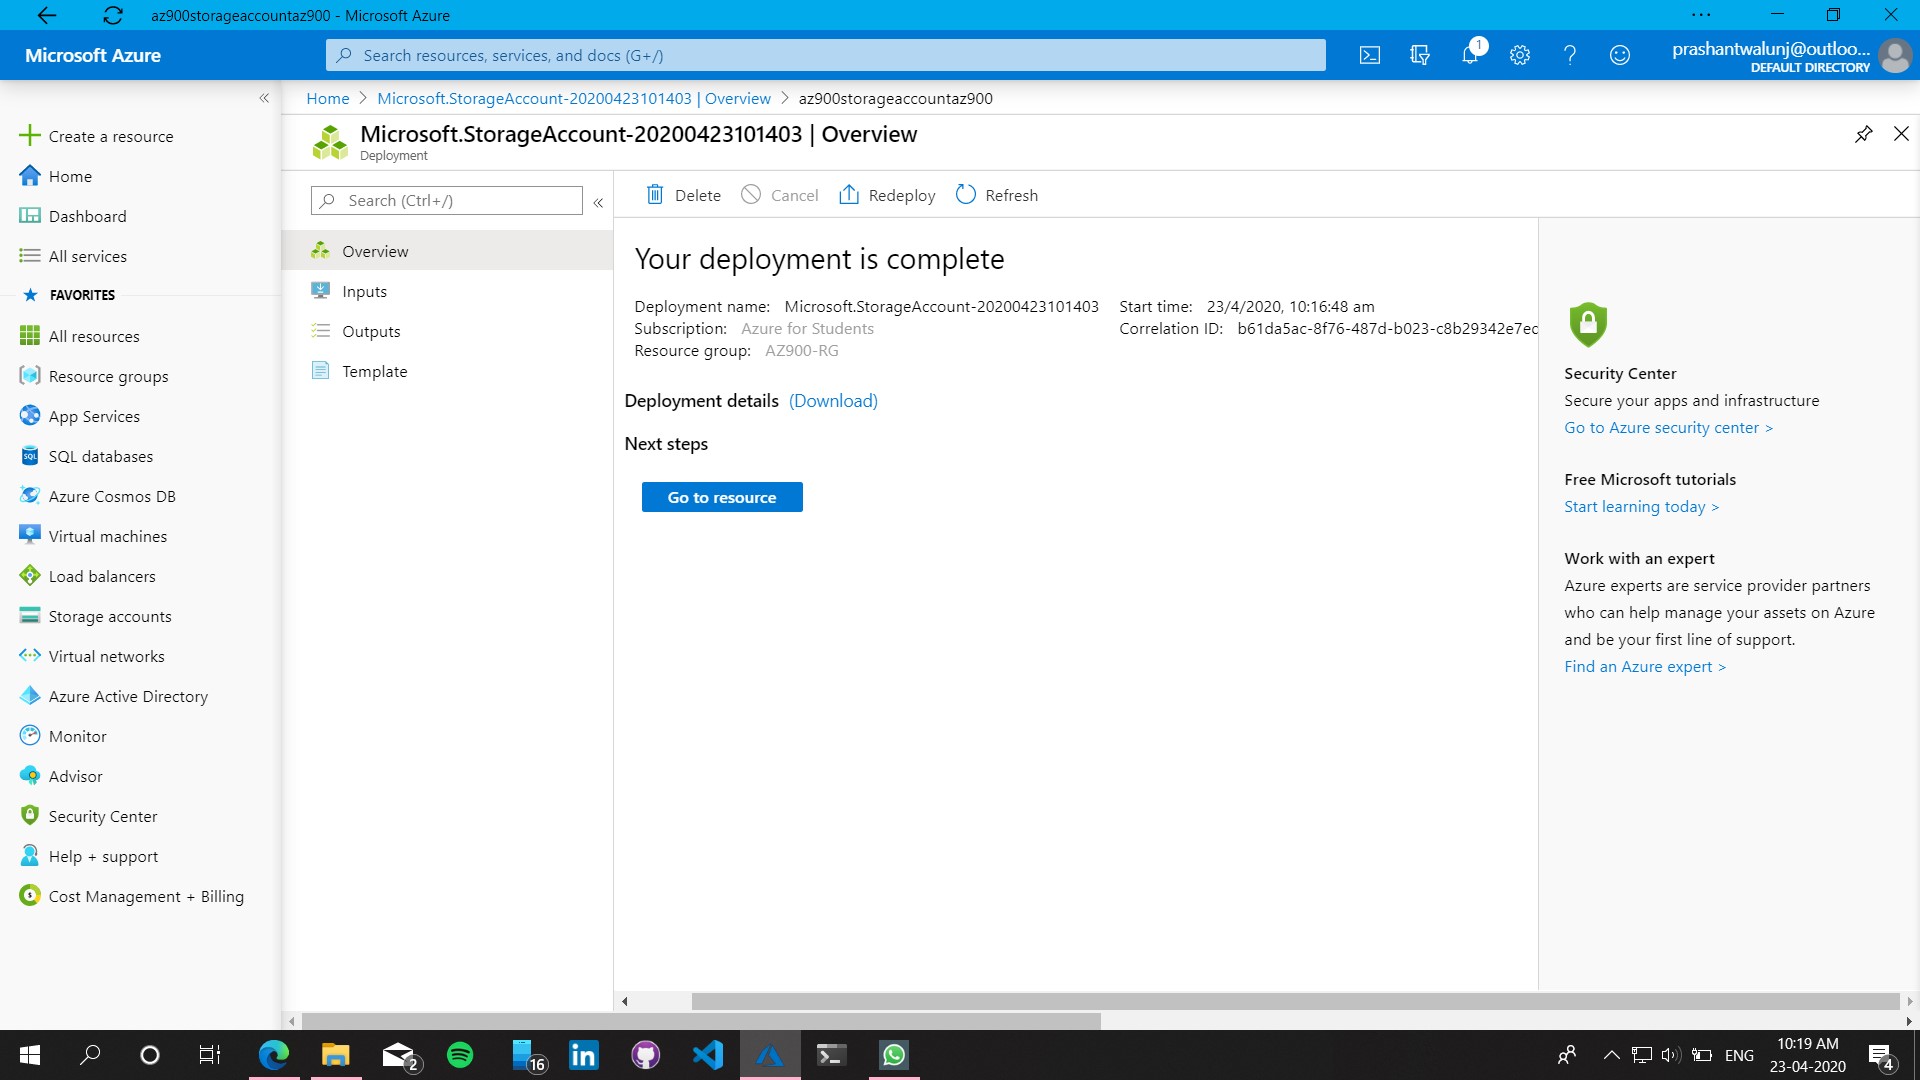 az900storageaccountaz900 - Microsoft Azure
Microsoft Azure
Search resources, services, and docs (G+/)
1
prashantwalunj@outloo...
DEFAULT DIRECTORY
Home > Microsoft.StorageAccount-20200423101403 | Overview > az900storageaccountaz900
Microsoft.StorageAccount-20200423101403 | Overview
Deployment
Create a resource
Home
Dashboard
All services
FAVORITES
All resources
Resource groups
App Services
SQL databases
Azure Cosmos DB
Virtual machines
Load balancers
Storage accounts
Virtual networks
Azure Active Directory
Monitor
Advisor
Security Center
Help + support
Cost Management + Billing
Search (Ctrl+/)
Overview
Inputs
Outputs
Template
Delete Cancel Redeploy Refresh
Your deployment is complete
Deployment name: Microsoft.StorageAccount-20200423101403
Subscription: Azure for Students
Resource group: AZ900-RG
Start time: 23/4/2020, 10:16:48 am
Correlation ID: b61da5ac-8f76-487d-b023-c8b29342e7ec
Deployment details (Download)
Next steps
Go to resource
Security Center
Secure your apps and infrastructure
Go to Azure security center >
Free Microsoft tutorials
Start learning today >
Work with an expert
Azure experts are service provider partners
who can help manage your assets on Azure
and be your first line of support.
Find an Azure expert >
2
16
ENG
10:19 AM
23-04-2020
4